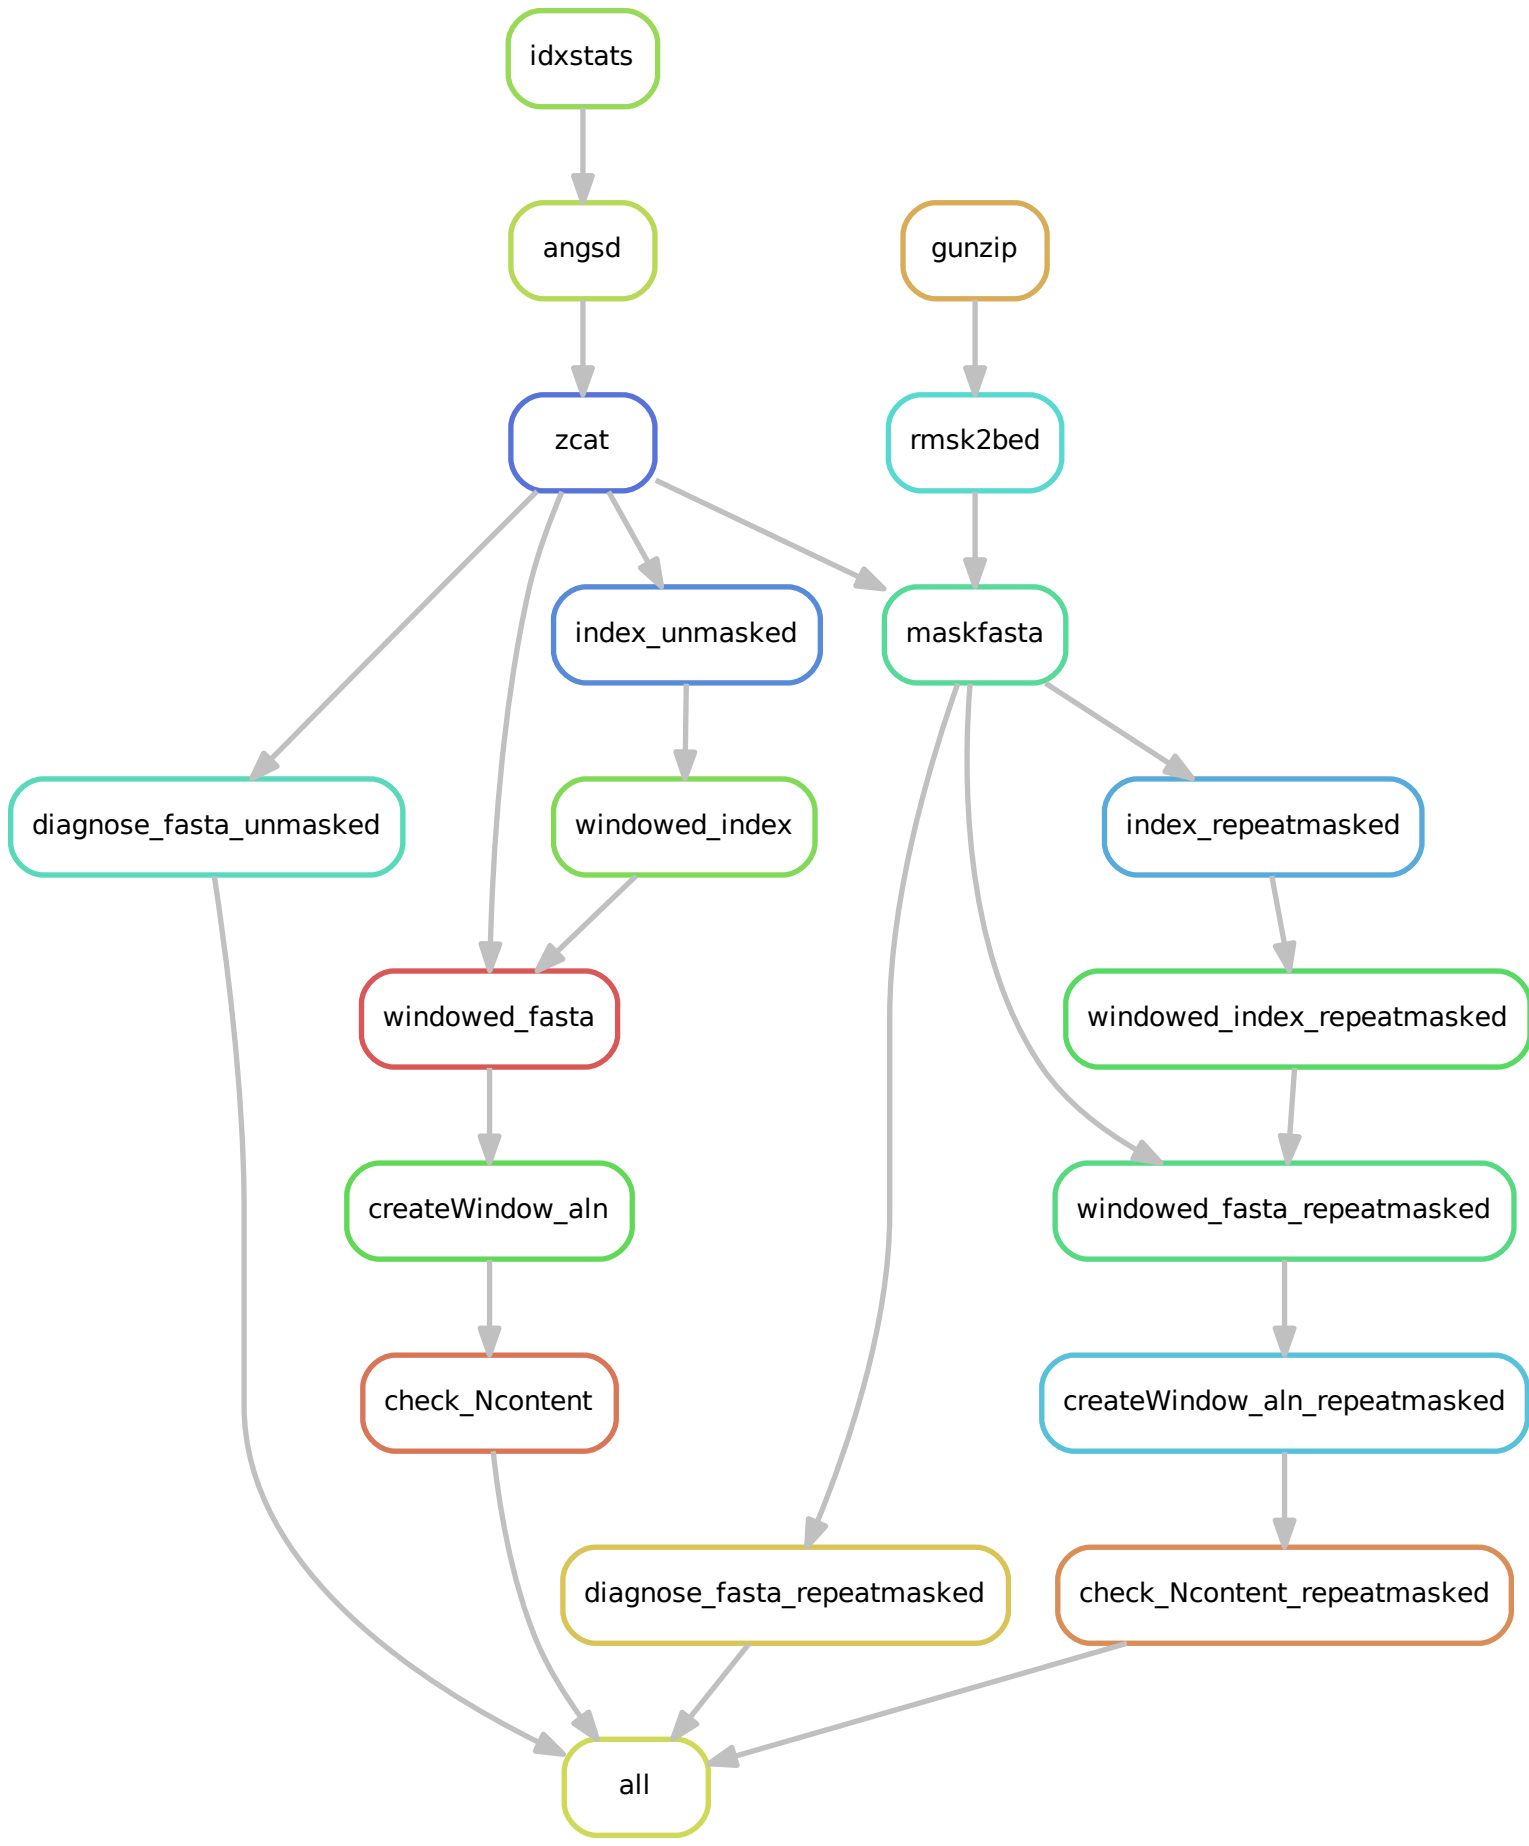 idxstats
angsd
gunzip
zcat
rmsk2bed
index_unmasked
maskfasta
diagnose_fasta_unmasked
windowed_index
index_repeatmasked
windowed_fasta
windowed_index_repeatmasked
createWindow_aln
windowed_fasta_repeatmasked
check_Ncontent
createWindow_aln_repeatmasked
diagnose_fasta_repeatmasked
check_Ncontent_repeatmasked
all